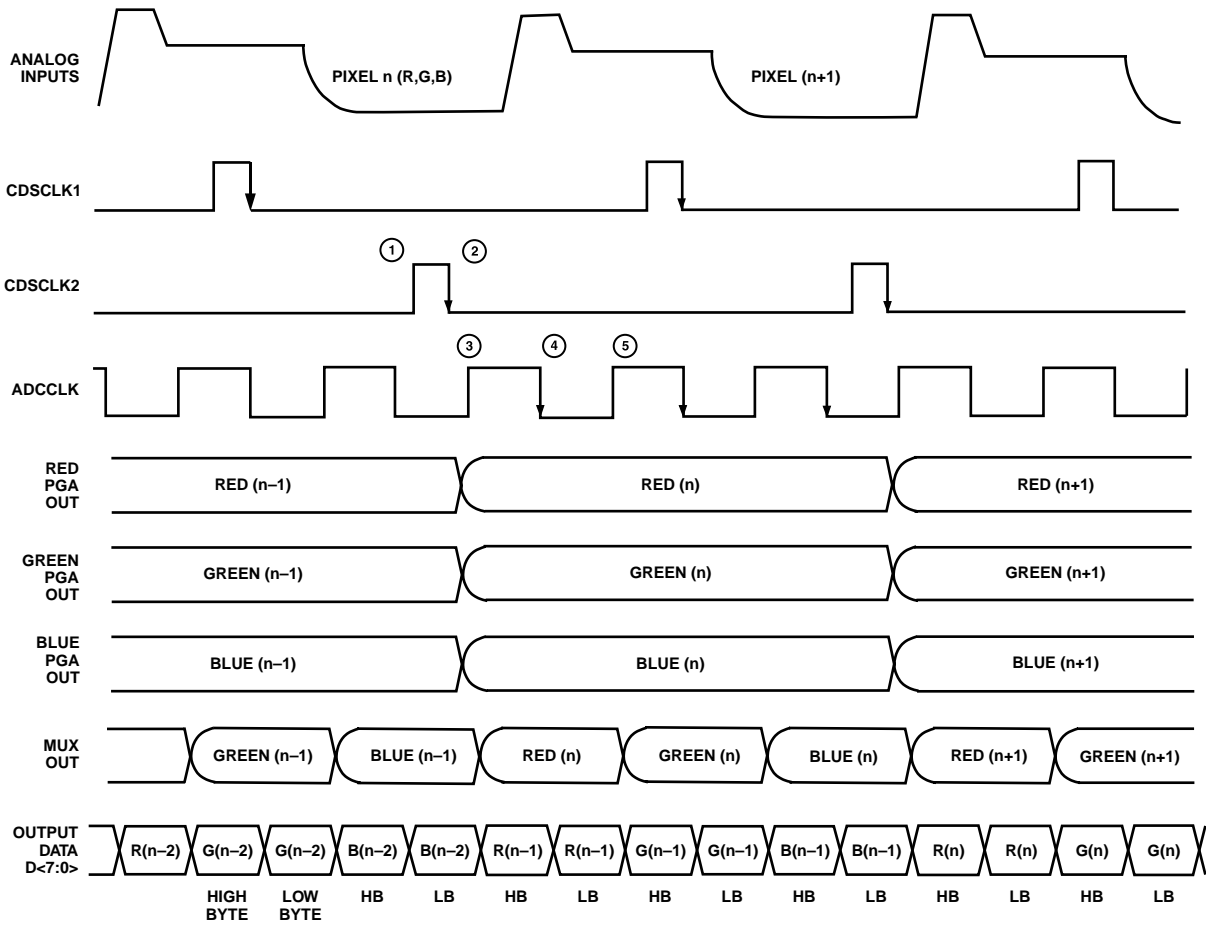 ANALOG
INPUTS
PIXEL n (R,G,B)
PIXEL (n+1)
CDSCLK1
1
2
CDSCLK2
3
4
5
ADCCLK
RED
PGA
OUT
RED (n–1)
RED (n)
RED (n+1)
GREEN
PGA
OUT
GREEN (n–1)
GREEN (n)
GREEN (n+1)
BLUE
PGA
OUT
BLUE (n–1)
BLUE (n)
BLUE (n+1)
MUX
OUT
GREEN (n–1)
BLUE (n–1)
RED (n)
GREEN (n)
BLUE (n)
RED (n+1)
GREEN (n+1)
OUTPUT
DATA
D<7:0>
R(n–2)
G(n–2)
G(n–2)
B(n–2)
B(n–2)
R(n–1)
R(n–1)
G(n–1)
G(n–1)
B(n–1)
B(n–1)
R(n)
R(n)
G(n)
G(n)
HIGH
BYTE
LOW
BYTE
HB
LB
HB
LB
HB
LB
HB
LB
HB
LB
HB
LB